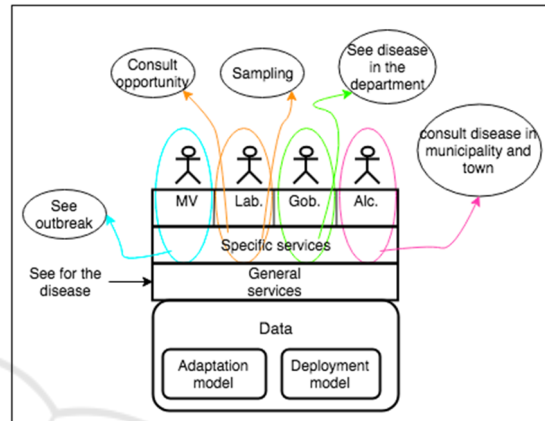 Consult
opportunity
Sampling
See disease
in the
department
consult disease in
municipality and
town
MV
Lab.
Gob.
Alc.
See
outbreak
Specific services
See for the
disease
General
services
Data
Adaptation
model
Deployment
model